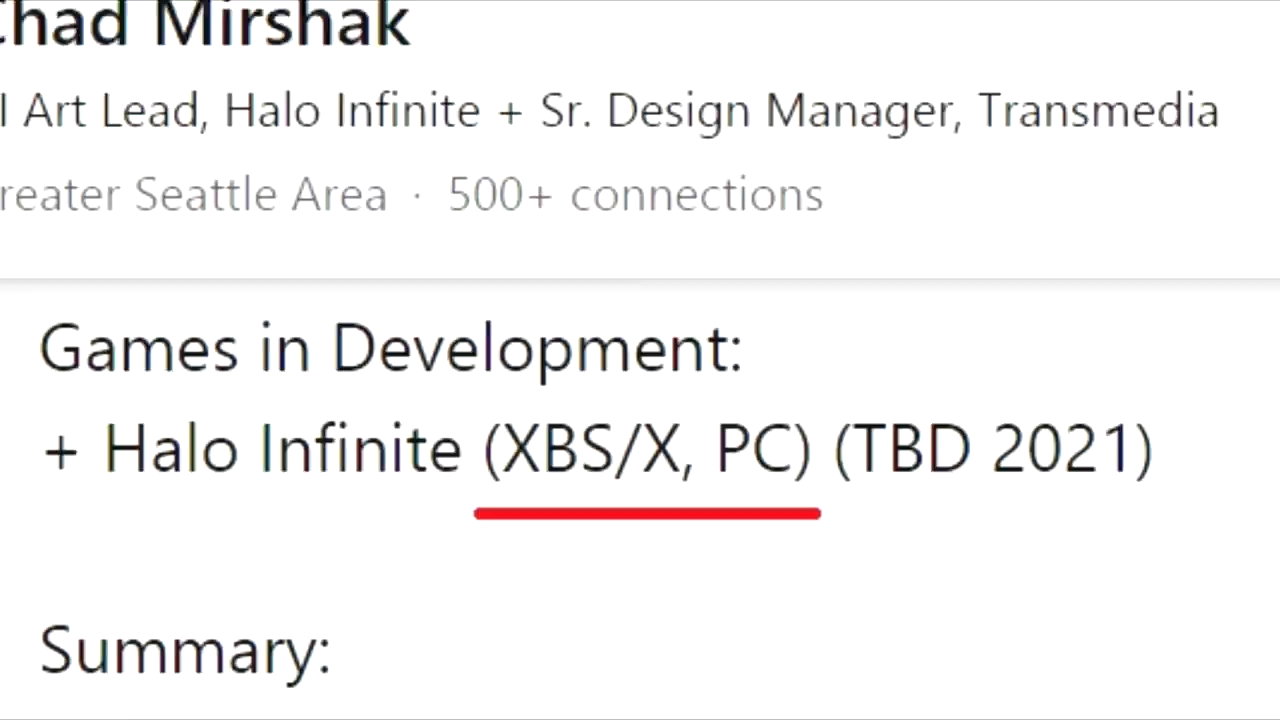 Chad Mirshak
I Art Lead, Halo Infinite + Sr. Design Manager, Transmedia
reater Seattle Area · 500+ connections
Games in Development:
+ Halo Infinite (XBS/X, PC) (TBD 2021)
Summary: